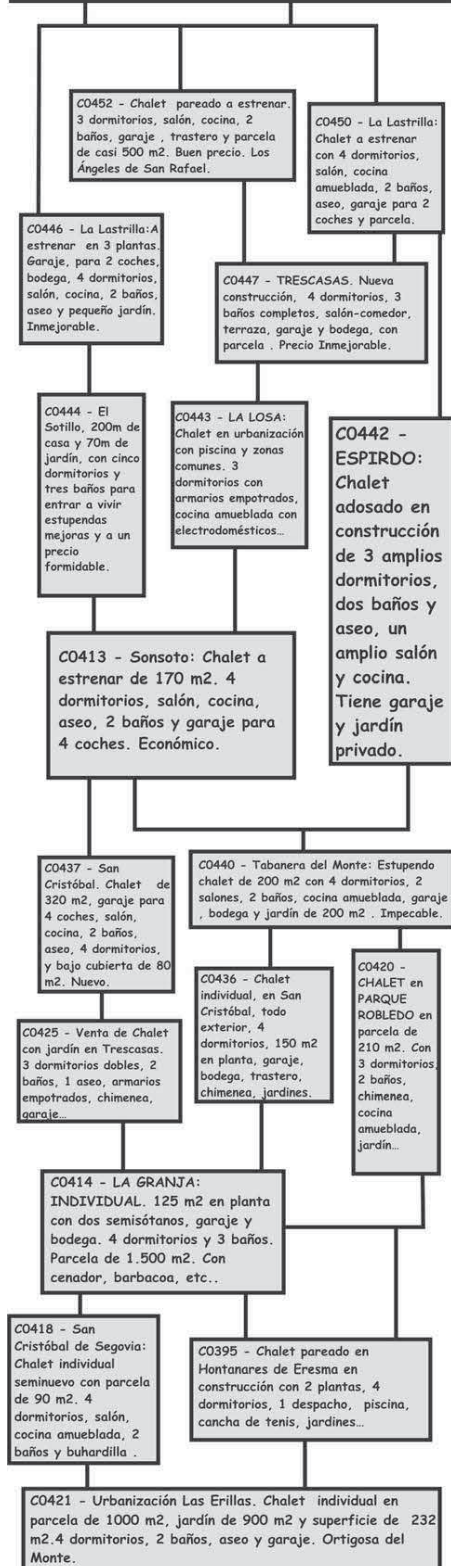 C0452 - Chalet pareado a estrenar.
3 dormitorios, salón, cocina, 2
baños, garaje , trastero y parcela
de casi 500 m2. Buen precio. Los
Ángeles de San Rafael.
C0450 - La Lastrilla:
Chalet a estrenar
con 4 dormitorios,
salón, cocina
amueblada, 2 baños,
aseo, garaje para 2
coches y parcela.
C0446 - La Lastrilla:A
estrenar en 3 plantas.
Garaje, para 2 coches,
bodega, 4 dormitorios,
salón, cocina, 2 baños,
aseo y pequeño jardín.
Inmejorable.
C0447 - TRESCASAS. Nueva
construcción, 4 dormitorios, 3
baños completos, salón-comedor,
terraza, garaje y bodega, con
parcela . Precio Inmejorable.
C0444 - El
Sotillo, 200m de
casa y 70m de
jardín, con cinco
dormitorios y
tres baños para
entrar a vivir
estupendas
mejoras y a un
precio
formidable.
C0443 - LA LOSA:
Chalet en urbanización
con piscina y zonas
comunes. 3
dormitorios con
armarios empotrados,
cocina amueblada con
electrodomésticos...
C0442 -
ESPIRDO:
Chalet
adosado en
construcción
de 3 amplios
dormitorios,
dos baños y
aseo, un
amplio salón
y cocina.
Tiene garaje
y jardín
privado.
C0413 - Sonsoto: Chalet a
estrenar de 170 m2. 4
dormitorios, salón, cocina,
aseo, 2 baños y garaje para
4 coches. Económico.
C0437 - San
Cristóbal. Chalet de
320 m2, garaje para
4 coches, salón,
cocina, 2 baños,
aseo, 4 dormitorios,
y bajo cubierta de 80
m2. Nuevo.
C0440 - Tabanera del Monte: Estupendo
chalet de 200 m2 con 4 dormitorios, 2
salones, 2 baños, cocina amueblada, garaje
, bodega y jardín de 200 m2 . Impecable.
C0436 - Chalet
individual, en San
Cristóbal, todo
exterior, 4
dormitorios, 150 m2
en planta, garaje,
bodega, trastero,
chimenea, jardines.
C0420 -
CHALET en
PARQUE
ROBLEDO en
parcela de
210 m2. Con
3 dormitorios,
2 baños,
chimenea,
cocina
amueblada,
jardín...
C0425 - Venta de Chalet
con jardín en Trescasas.
3 dormitorios dobles, 2
baños, 1 aseo, armarios
empotrados, chimenea,
garaje...
C0414 - LA GRANJA:
INDIVIDUAL. 125 m2 en planta
con dos semisótanos, garaje y
bodega. 4 dormitorios y 3 baños.
Parcela de 1.500 m2. Con
cenador, barbacoa, etc..
C0418 - San
Cristóbal de Segovia:
Chalet individual
seminuevo con parcela
de 90 m2. 4
dormitorios, salón,
cocina amueblada, 2
baños y buhardilla .
C0395 - Chalet pareado en
Hontanares de Eresma en
construcción con 2 plantas, 4
dormitorios, 1 despacho, piscina,
cancha de tenis, jardines...
C0421 - Urbanización Las Erillas. Chalet individual en
parcela de 1000 m2, jardín de 900 m2 y superficie de 232
m2.4 dormitorios, 2 baños, aseo y garaje. Ortigosa del
Monte.